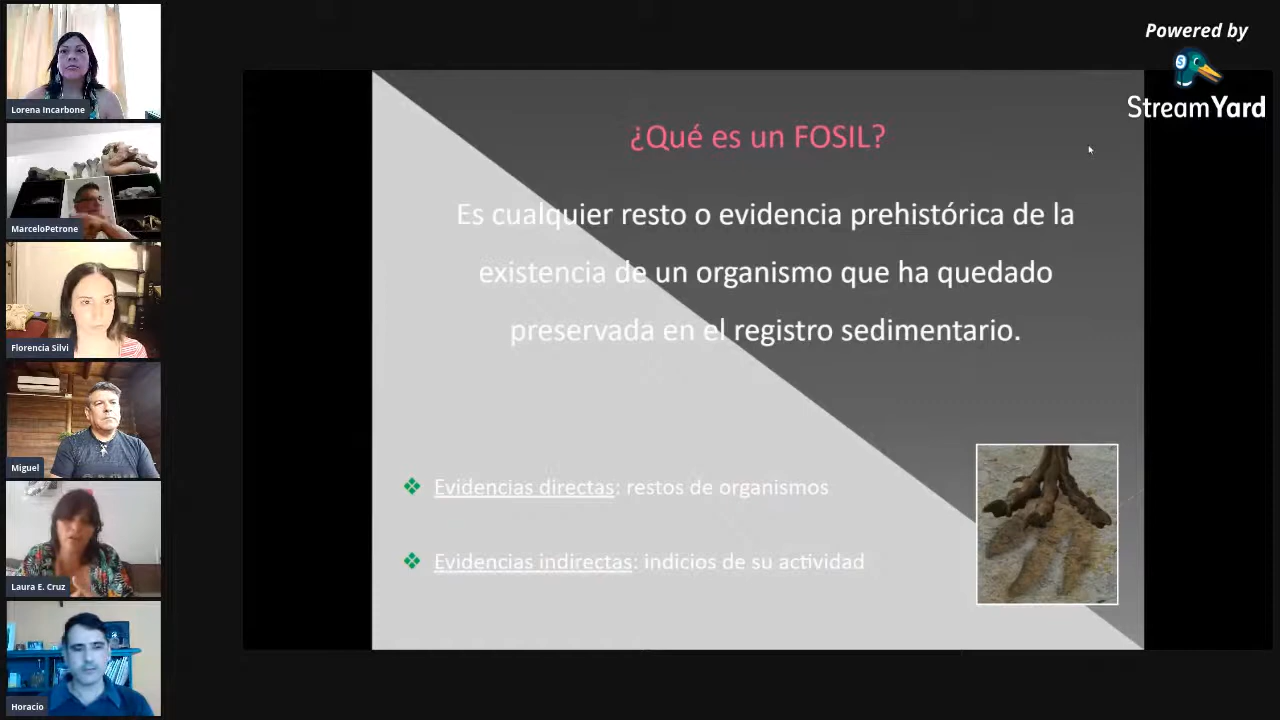 Powered by
StreamYard
Lorena Incarbone
MarceloPetrone
Florencia Silvi
Miguel
Laura E. Cruz
Horacio
¿Qué es un FOSIL?
Es cualquier resto o evidencia prehistórica de la
existencia de un organismo que ha quedado
preservada en el registro sedimentario.
Evidencias directas: restos de organismos
Evidencias indirectas: indicios de su actividad